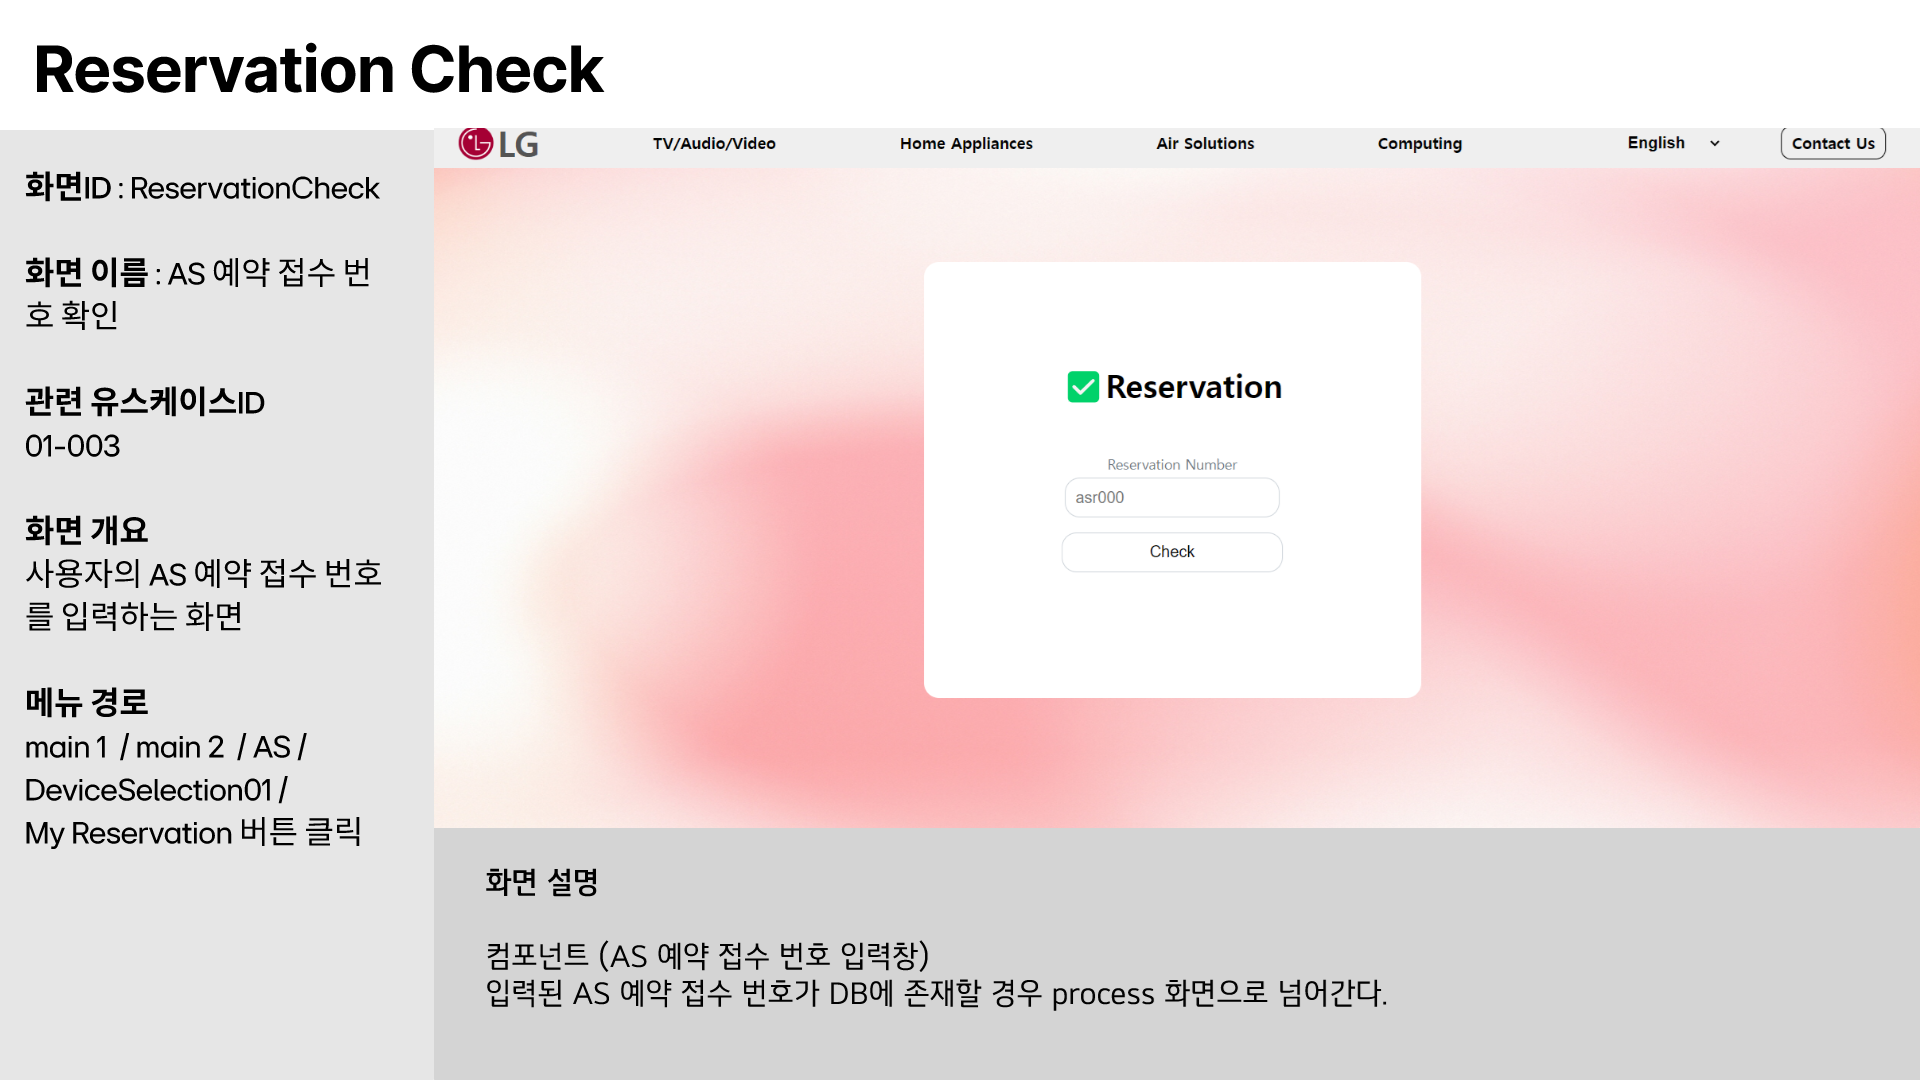 Reservation Check
화면ID : ReservationCheck
화면 이름 : AS 예약 접수 번
호 확인
관련 유스케이스ID
01-003
화면 개요
사용자의 AS 예약 접수 번호
를 입력하는 화면
메뉴 경로
main 1 / main 2 / AS /
DeviceSelection01 /
My Reservation 버튼 클릭
LG TV/Audio/Video Home Appliances Air Solutions Computing English Contact Us
Reservation
Reservation Number
asr000
Check
화면 설명
컴포넌트 (AS 예약 접수 번호 입력창)
입력된 AS 예약 접수 번호가 DB에 존재할 경우 process 화면으로 넘어간다.